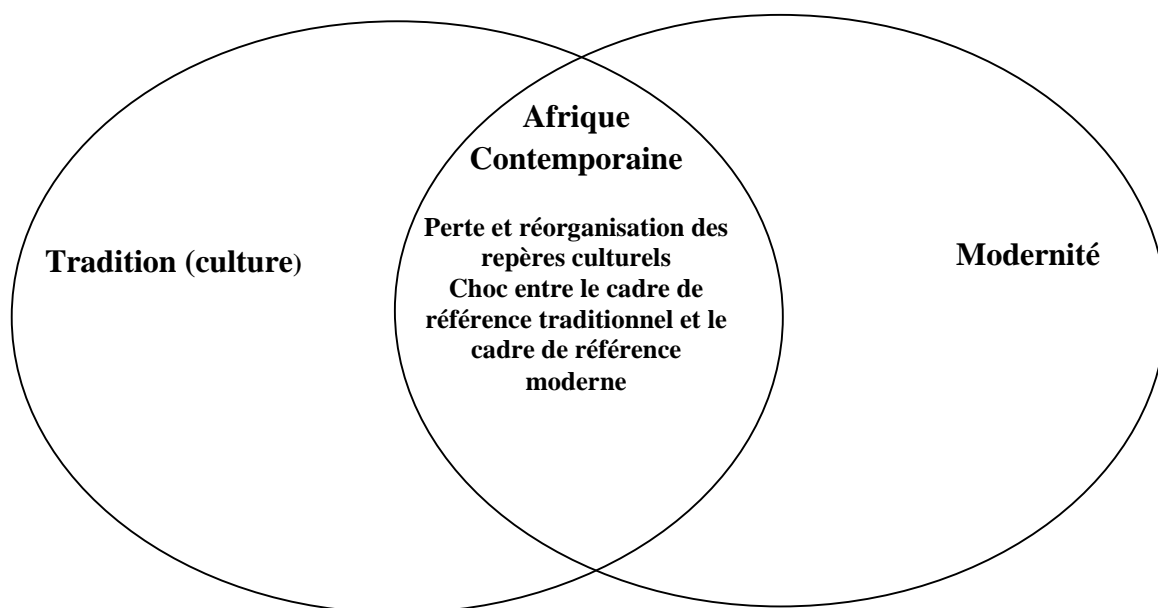 Afrique
Contemporaine
Perte et réorganisation des
repères culturels
Choc entre le cadre de
référence traditionnel et le
cadre de référence
moderne
Tradition (culture)
Modernité